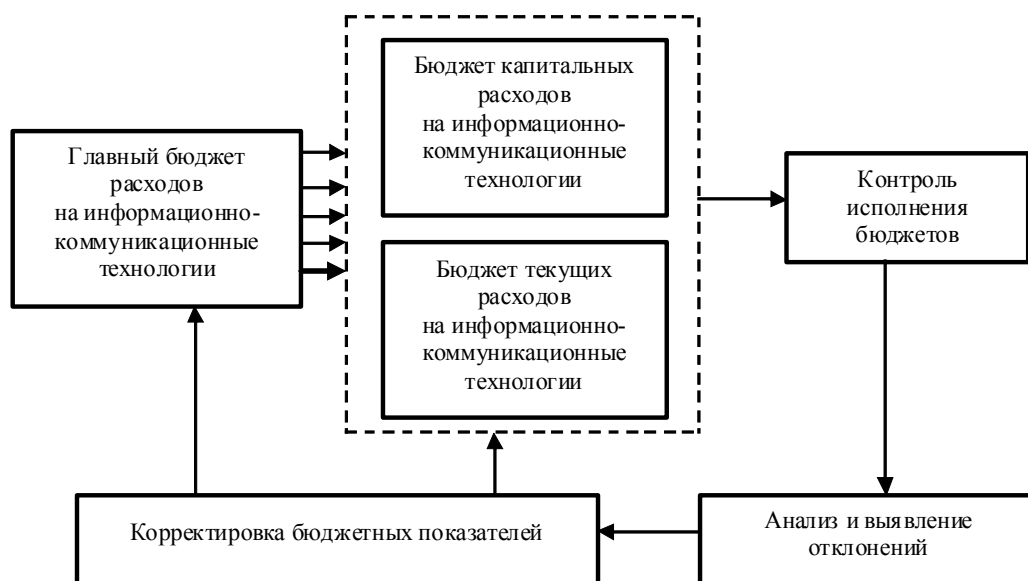 Главный бюджет
расходов
на информационно-
коммуникационные
технологии
Бюджет капитальных
расходов
на информационно-
коммуникационные
технологии
Бюджет текущих
расходов
на информационно-
коммуникационные
технологии
Контроль
исполнения
бюджетов
Анализ и выявление
отклонений
Корректировка бюджетных показателей